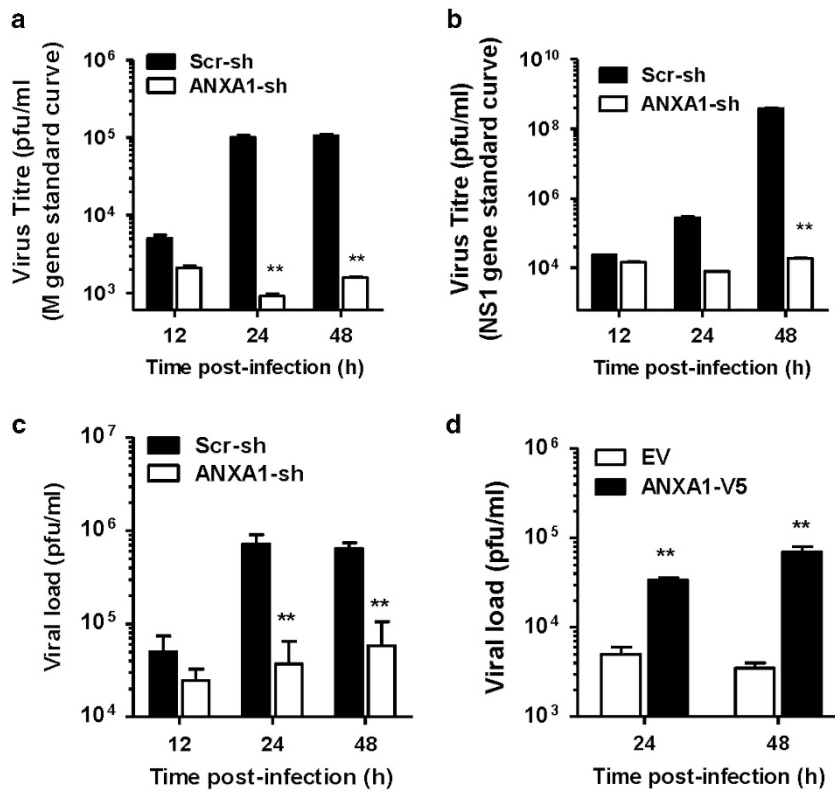 a
Virus Titre (pfu/ml)
(M gene standard curve)
10^6
10^5
10^4
10^3
Scr-sh
ANXA1-sh
**
**
12 24 48
Time post-infection (h)
b
Virus Titre (pfu/ml)
(NS1 gene standard curve)
10^10
10^8
10^6
10^4
Scr-sh
ANXA1-sh
**
12 24 48
Time post-infection (h)
c
Viral load (pfu/ml)
10^7
10^6
10^5
10^4
Scr-sh
ANXA1-sh
**
**
12 24 48
Time post-infection (h)
d
Viral load (pfu/ml)
10^6
10^5
10^4
10^3
EV
ANXA1-V5
**
**
24 48
Time post-infection (h)